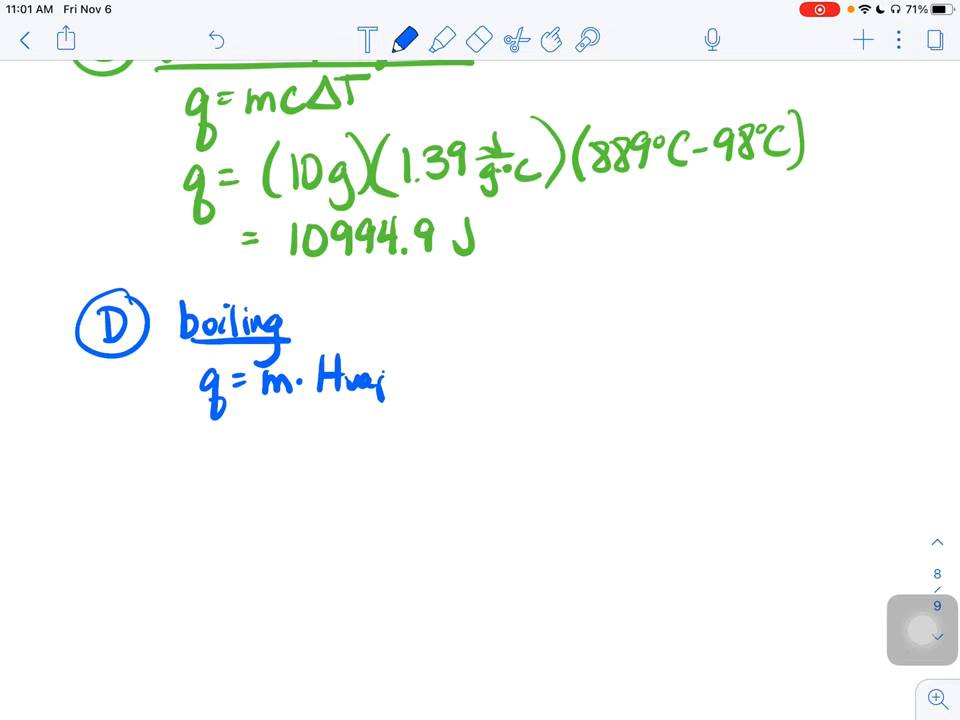 11:01 AM Fri Nov 6
71%
T
q = mcΔT
q = (10g)(1.39 J/g·°C)(889°C - 98°C)
= 10994.9 J
D boiling
q = m · Hvap
8
/
9